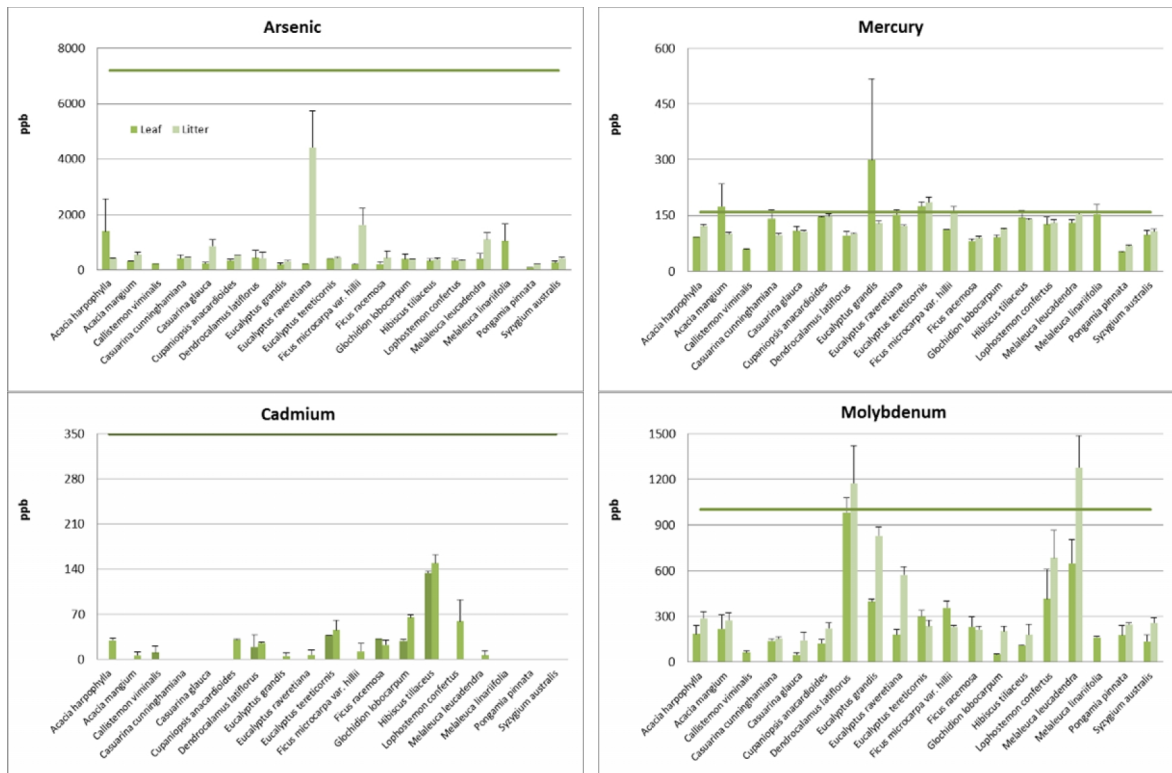 Arsenic
8000
6000
4000
2000
0
ppb
Leaf Litter
Acacia harpophylla
Acacia mangium
Callistemon viminalis
Casuarina cunninghamiana
Casuarina glauca
Cupaniopsis anacardioides
Dendrocalamus latiflorus
Eucalyptus grandis
Eucalyptus raveretiana
Eucalyptus tereticornis
Ficus microcarpa var. hillii
Ficus racemosa
Glochidion lobocarpum
Hibiscus tiliaceus
Lophostemon confertus
Melaleuca leucadendra
Melaleuca linariifolia
Pongamia pinnata
Syzygium australis
Mercury
600
450
300
150
0
ppb
Acacia harpophylla
Acacia mangium
Callistemon viminalis
Casuarina cunninghamiana
Casuarina glauca
Cupaniopsis anacardioides
Dendrocalamus latiflorus
Eucalyptus grandis
Eucalyptus raveretiana
Eucalyptus tereticornis
Ficus microcarpa var. hillii
Ficus racemosa
Glochidion lobocarpum
Hibiscus tiliaceus
Lophostemon confertus
Melaleuca leucadendra
Melaleuca linariifolia
Pongamia pinnata
Syzygium australis
Cadmium
350
280
210
140
70
0
ppb
Acacia harpophylla
Acacia mangium
Callistemon viminalis
Casuarina cunninghamiana
Casuarina glauca
Cupaniopsis anacardioides
Dendrocalamus latiflorus
Eucalyptus grandis
Eucalyptus raveretiana
Eucalyptus tereticornis
Ficus microcarpa var. hillii
Ficus racemosa
Glochidion lobocarpum
Hibiscus tiliaceus
Lophostemon confertus
Melaleuca leucadendra
Melaleuca linariifolia
Pongamia pinnata
Syzygium australis
Molybdenum
1500
1200
900
600
300
0
ppb
Acacia harpophylla
Acacia mangium
Callistemon viminalis
Casuarina cunninghamiana
Casuarina glauca
Cupaniopsis anacardioides
Dendrocalamus latiflorus
Eucalyptus grandis
Eucalyptus raveretiana
Eucalyptus tereticornis
Ficus microcarpa var. hillii
Ficus racemosa
Glochidion lobocarpum
Hibiscus tiliaceus
Lophostemon confertus
Melaleuca leucadendra
Melaleuca linariifolia
Pongamia pinnata
Syzygium australis